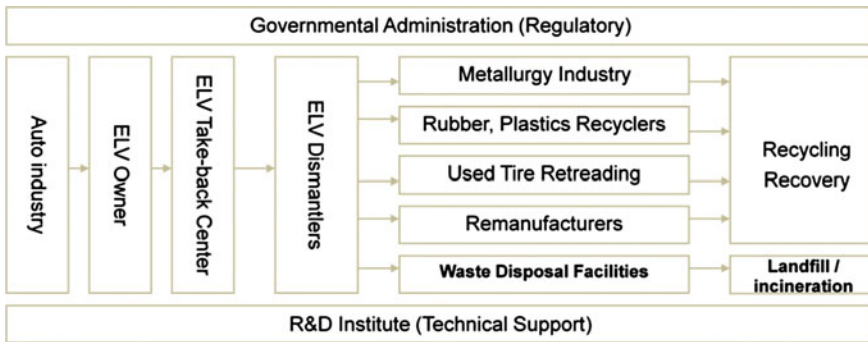 Governmental Administration (Regulatory)
Auto industry
ELV Owner
ELV Take-back Center
ELV Dismantlers
Metallurgy Industry
Rubber, Plastics Recyclers
Used Tire Retreading
Remanufacturers
Waste Disposal Facilities
Recycling
Recovery
Landfill /
incineration
R&D Institute (Technical Support)